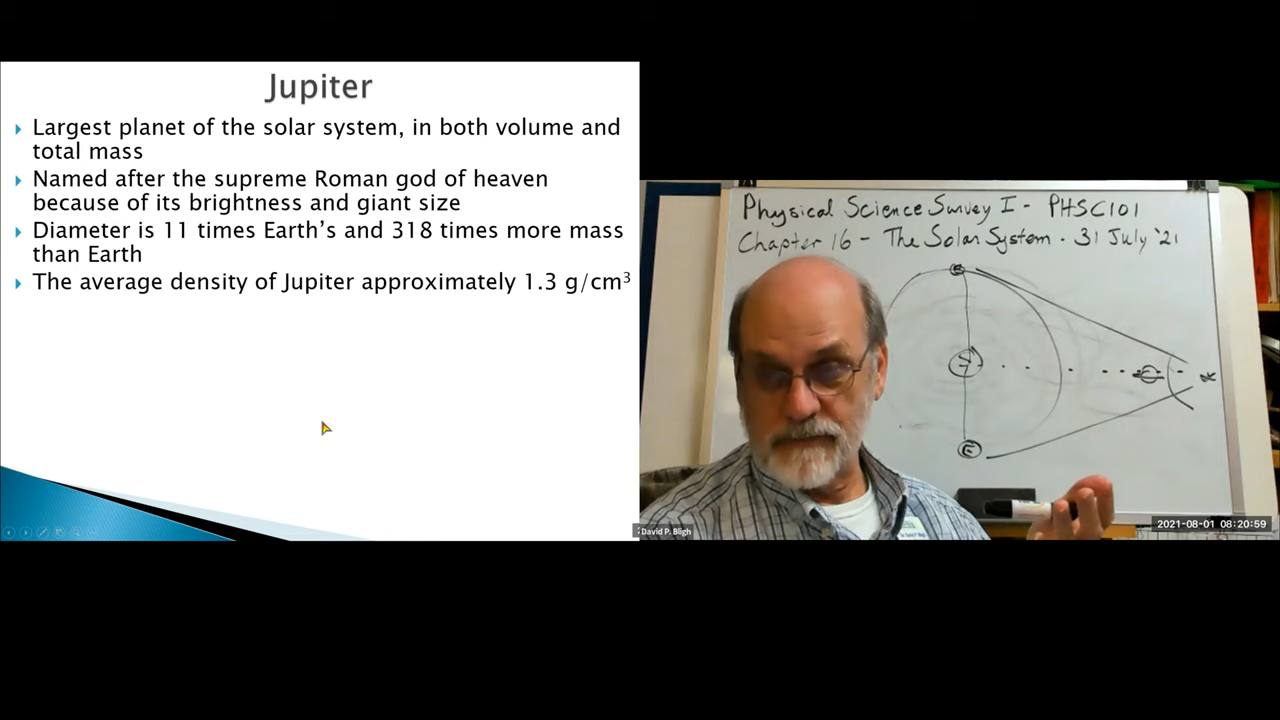 Jupiter
Largest planet of the solar system, in both volume and
total mass
Named after the supreme Roman god of heaven
because of its brightness and giant size
Diameter is 11 times Earth's and 318 times more mass
than Earth
The average density of Jupiter approximately 1.3 g/cm³
Physical Science Survey I - PHSC101
Chapter 16 - The Solar System - 31 July '21
E
David P. Bligh
2021-08-01 08:20:59